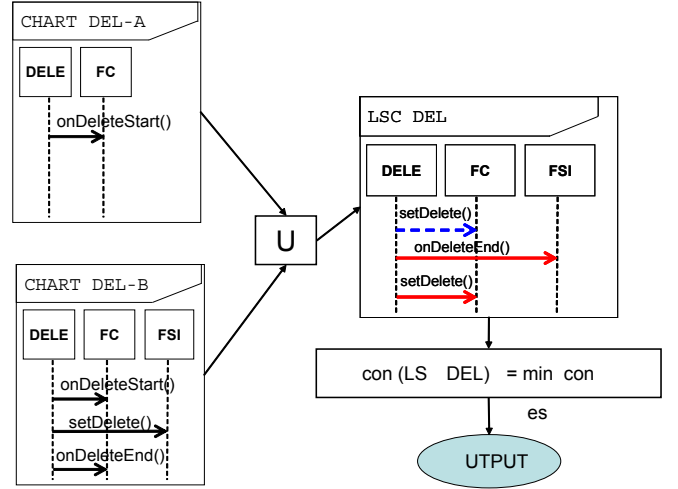 CHART DEL-A
DELE FC
onDeleteStart()
CHART DEL-B
DELE FC FSI
onDeleteStart()
setDelete()
onDeleteEnd()
U
LSC DEL
DELE FC FSI
setDelete()
onDeleteEnd()
setDelete()
con (LS DEL) = min con
es
UTPUT